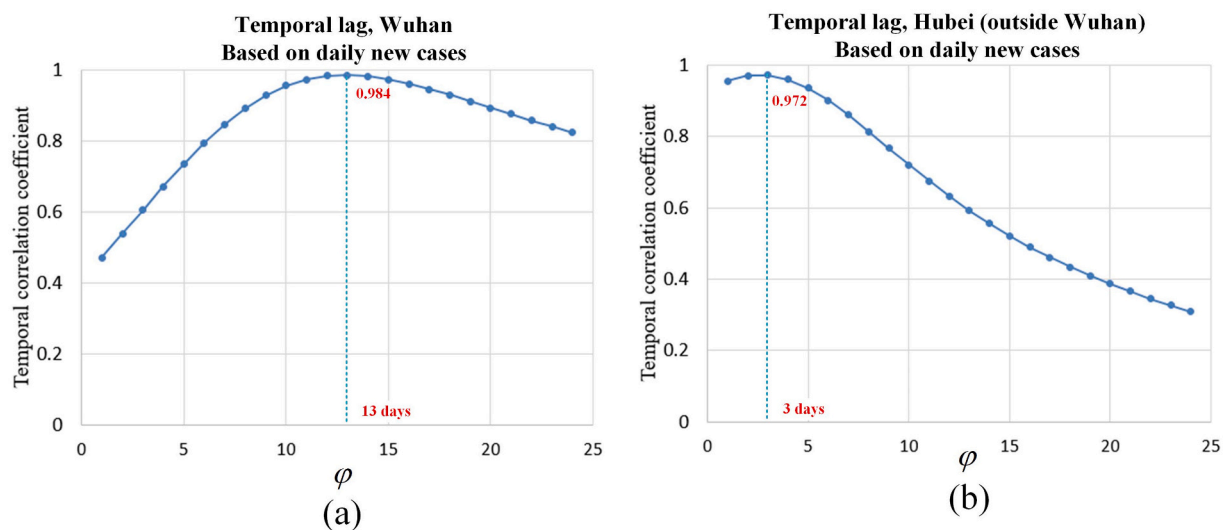 Temporal lag, Wuhan
Based on daily new cases
Temporal correlation coefficient
1
0.8
0.6
0.4
0.2
0
0.984
13 days
0
5
10
15
20
25
φ
(a)
Temporal lag, Hubei (outside Wuhan)
Based on daily new cases
Temporal correlation coefficient
1
0.8
0.6
0.4
0.2
0
0.972
3 days
0
5
10
15
20
25
φ
(b)